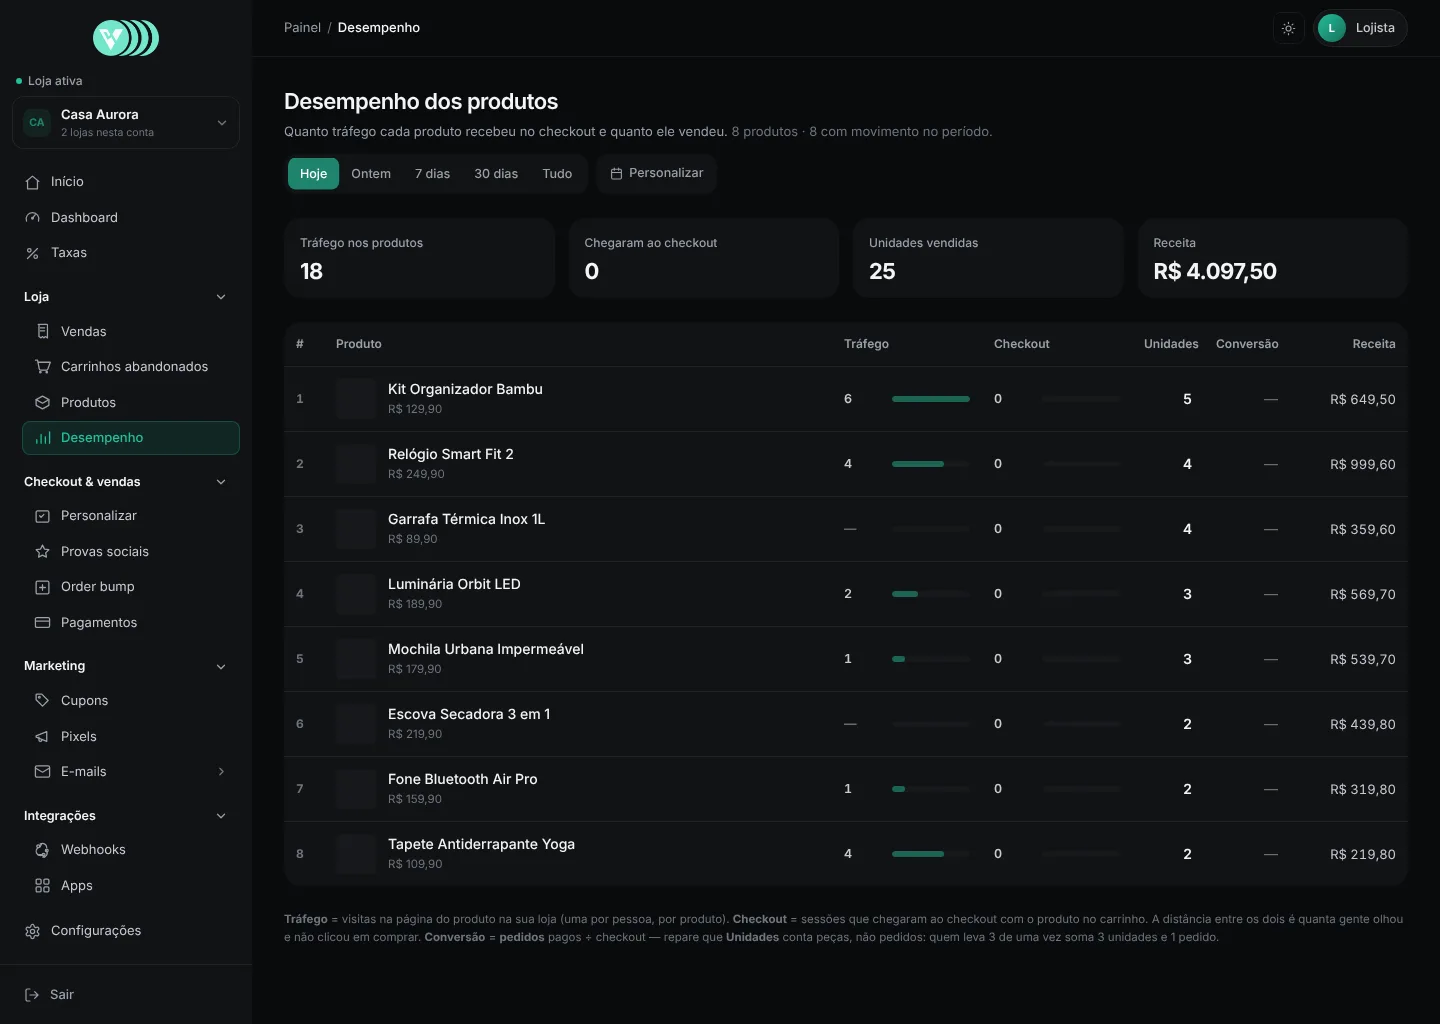 Painel / Desempenho
L Lojista
Loja ativa
CA Casa Aurora
2 lojas nesta conta
Início
Dashboard
Taxas
Loja
Vendas
Carrinhos abandonados
Produtos
Desempenho
Checkout & vendas
Personalizar
Provas sociais
Order bump
Pagamentos
Marketing
Cupons
Pixels
E-mails
Integrações
Webhooks
Apps
Configurações
Sair
Desempenho dos produtos
Quanto tráfego cada produto recebeu no checkout e quanto ele vendeu. 8 produtos · 8 com movimento no período.
Hoje Ontem 7 dias 30 dias Tudo Personalizar
Tráfego nos produtos
18
Chegaram ao checkout
0
Unidades vendidas
25
Receita
R$ 4.097,50
# Produto Tráfego Checkout Unidades Conversão Receita
1 Kit Organizador Bambu 6 0 5 — R$ 649,50
R$ 129,90
2 Relógio Smart Fit 2 4 0 4 — R$ 999,60
R$ 249,90
3 Garrafa Térmica Inox 1L — 0 4 — R$ 359,60
R$ 89,90
4 Luminária Orbit LED 2 0 3 — R$ 569,70
R$ 189,90
5 Mochila Urbana Impermeável 1 0 3 — R$ 539,70
R$ 179,90
6 Escova Secadora 3 em 1 — 0 2 — R$ 439,80
R$ 219,90
7 Fone Bluetooth Air Pro 1 0 2 — R$ 319,80
R$ 159,90
8 Tapete Antiderrapante Yoga 4 0 2 — R$ 219,80
R$ 109,90
Tráfego = visitas na página do produto na sua loja (uma por pessoa, por produto). Checkout = sessões que chegaram ao checkout com o produto no carrinho. A distância entre os dois é quanta gente olhou
e não clicou em comprar. Conversão = pedidos pagos ÷ checkout — repare que Unidades conta peças, não pedidos: quem leva 3 de uma vez soma 3 unidades e 1 pedido.